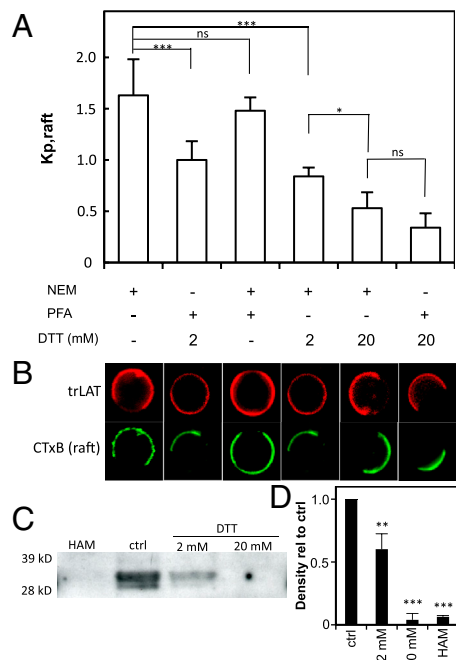 A
***
ns
***
***
*
ns
Kp,raft
2.0
1.5
1.0
0.5
0
NEM + - + + + -
PFA - + + - - +
DTT (mM) - 2 - 2 20 20
B
trLAT
CTxB (raft)
C
DTT
HAM ctrl 2 mM 20 mM
39 kD
28 kD
D
Density rel to ctrl
1.0
0.5
0.0
**
***
***
ctrl
2 mM
0 mM
HAM